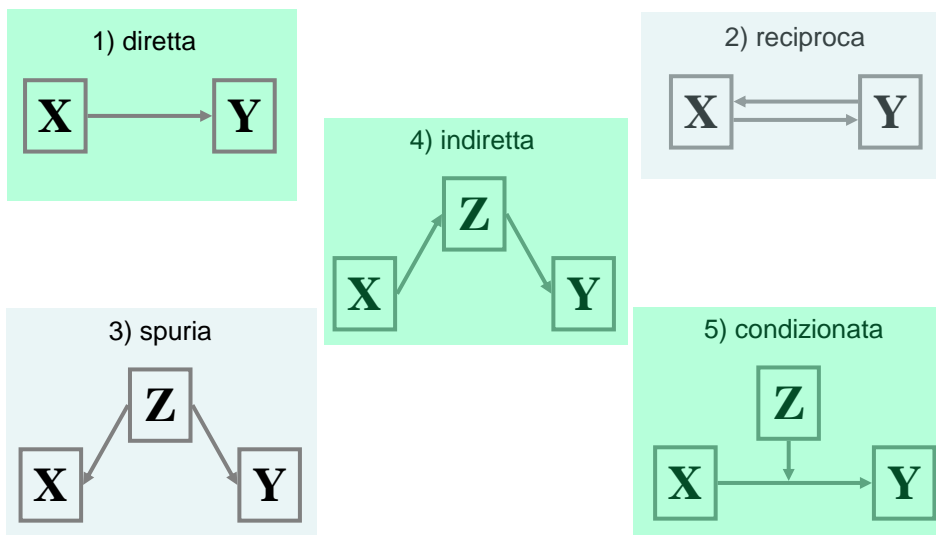 1) diretta
X Y
2) reciproca
X Y
4) indiretta
Z
X Y
3) spuria
Z
X Y
5) condizionata
Z
X Y